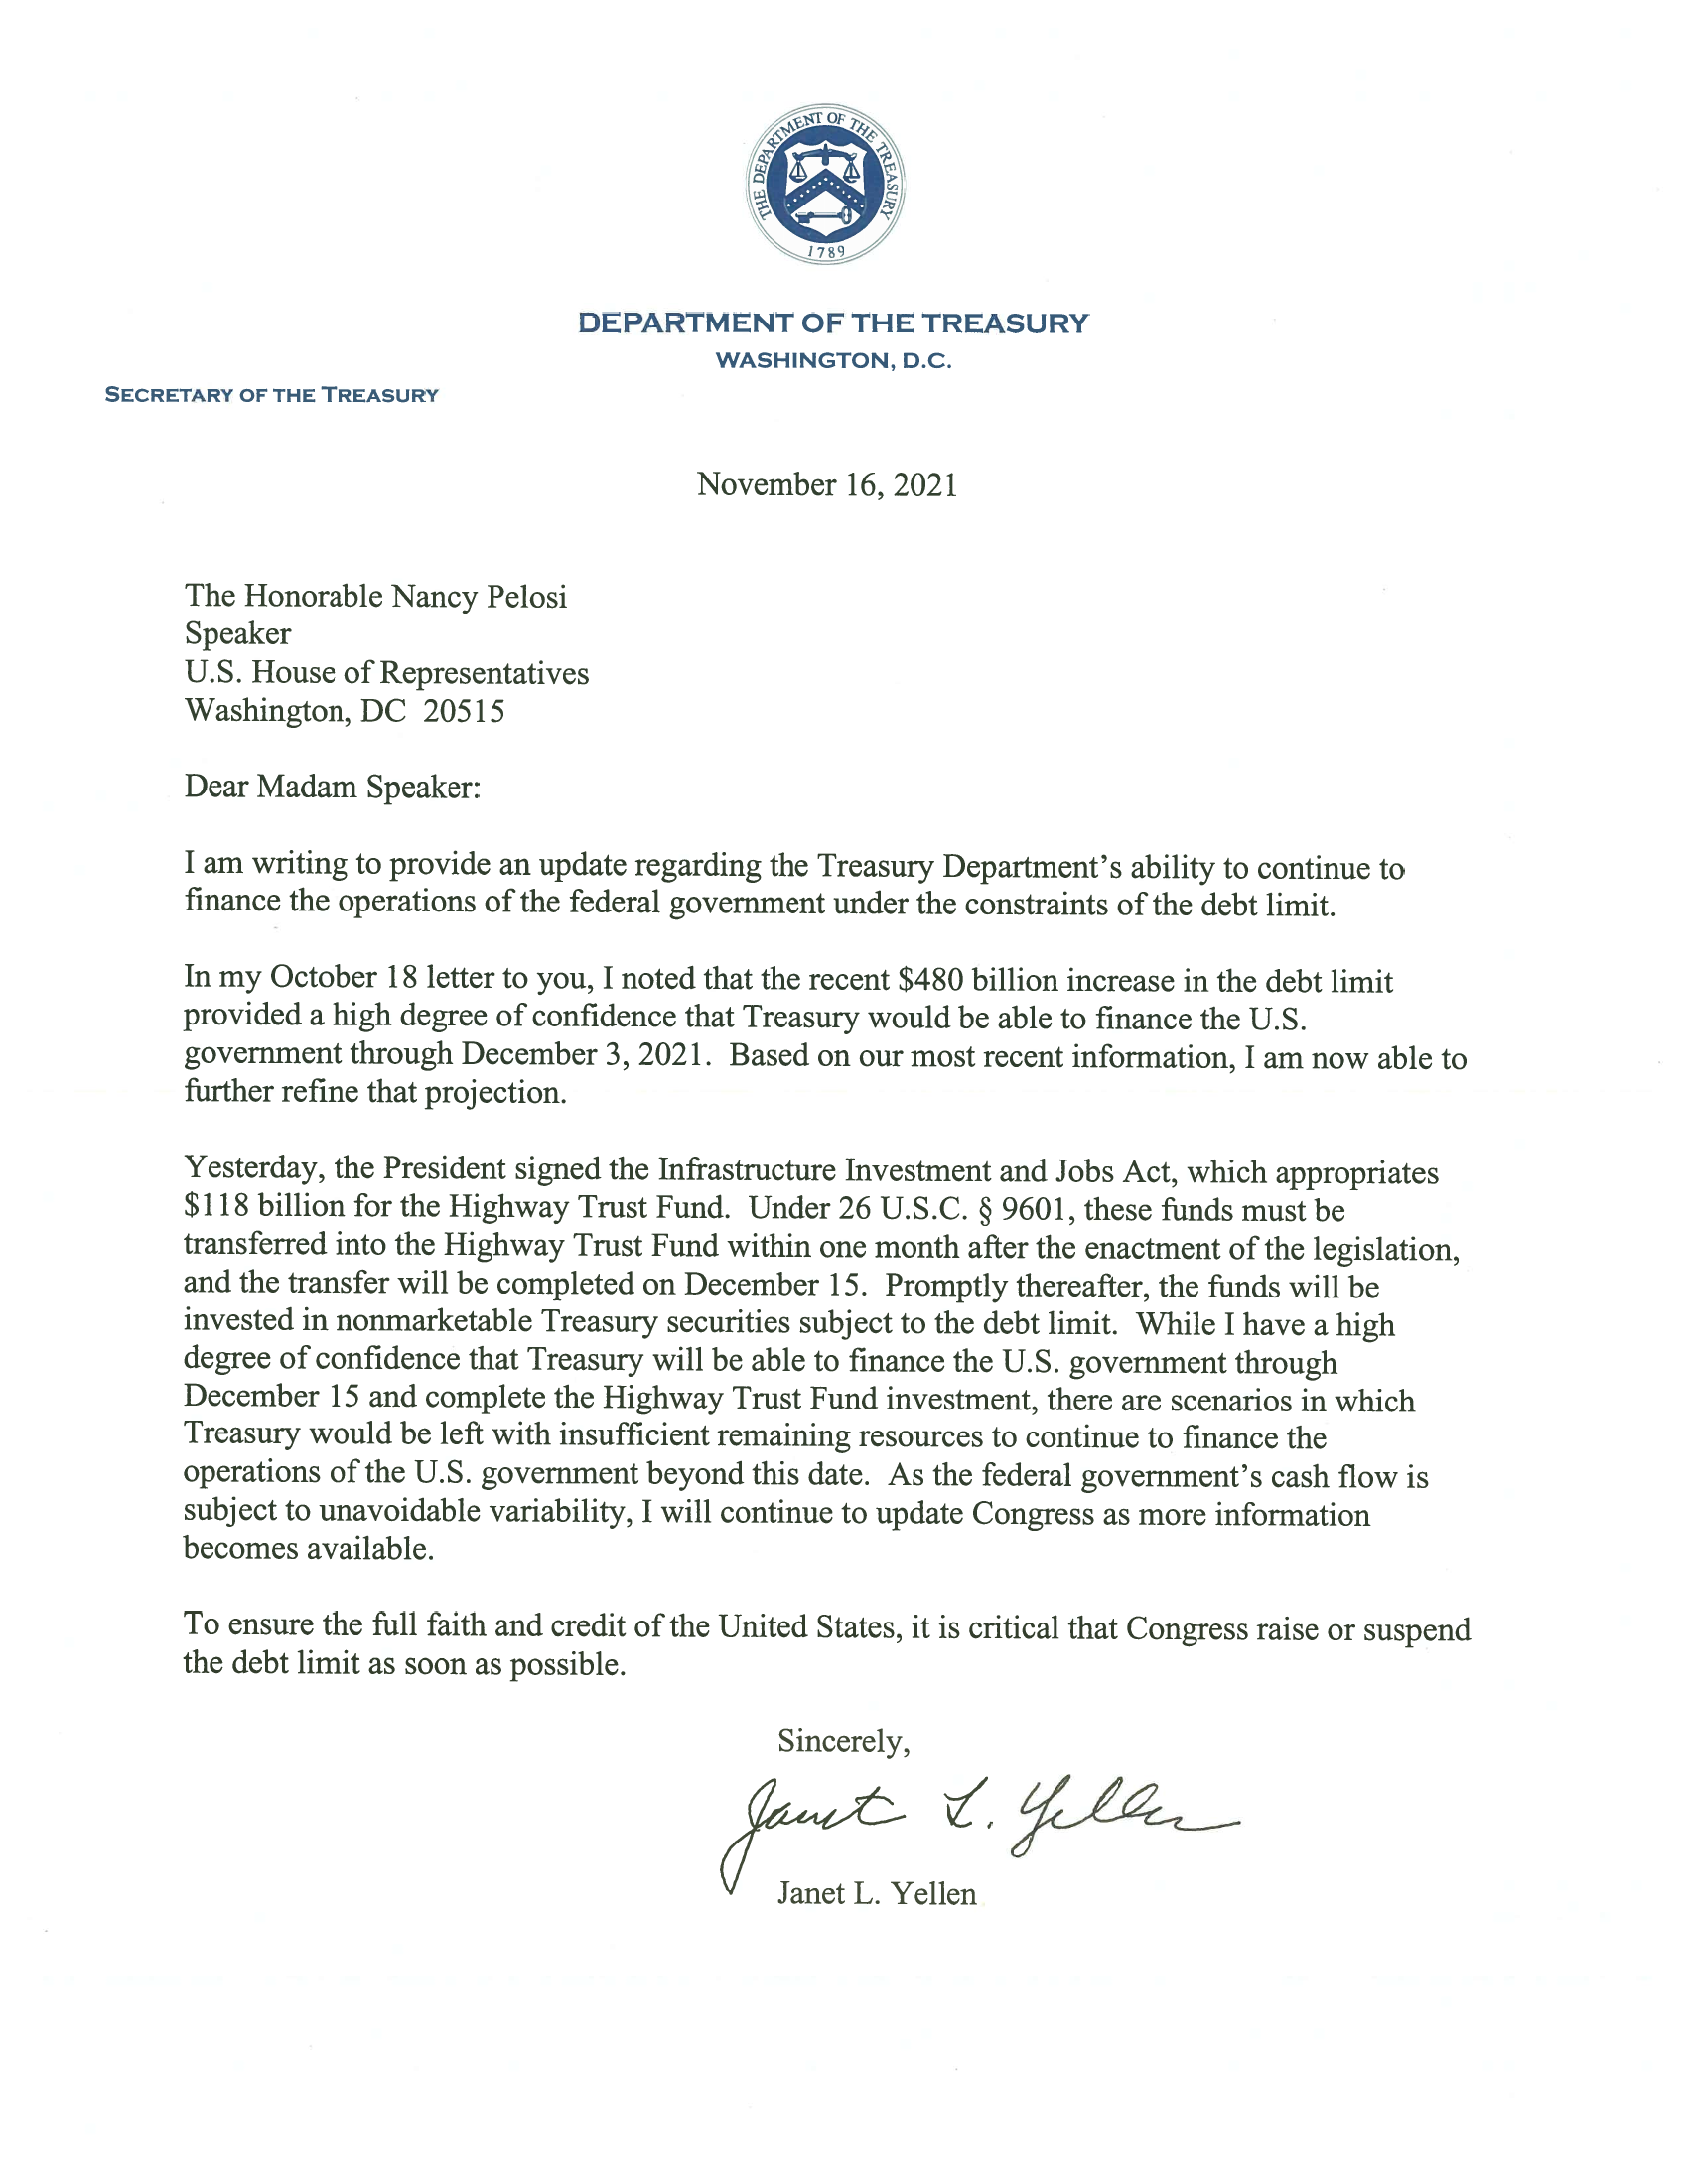 THE DEPARTMENT OF THE TREASURY
1789
DEPARTMENT OF THE TREASURY
WASHINGTON, D.C.
SECRETARY OF THE TREASURY
November 16, 2021
The Honorable Nancy Pelosi
Speaker
U.S. House of Representatives
Washington, DC  20515
Dear Madam Speaker:
I am writing to provide an update regarding the Treasury Department’s ability to continue to
finance the operations of the federal government under the constraints of the debt limit.
In my October 18 letter to you, I noted that the recent $480 billion increase in the debt limit
provided a high degree of confidence that Treasury would be able to finance the U.S.
government through December 3, 2021.  Based on our most recent information, I am now able to
further refine that projection.
Yesterday, the President signed the Infrastructure Investment and Jobs Act, which appropriates
$118 billion for the Highway Trust Fund.  Under 26 U.S.C. § 9601, these funds must be
transferred into the Highway Trust Fund within one month after the enactment of the legislation,
and the transfer will be completed on December 15.  Promptly thereafter, the funds will be
invested in nonmarketable Treasury securities subject to the debt limit.  While I have a high
degree of confidence that Treasury will be able to finance the U.S. government through
December 15 and complete the Highway Trust Fund investment, there are scenarios in which
Treasury would be left with insufficient remaining resources to continue to finance the
operations of the U.S. government beyond this date.  As the federal government’s cash flow is
subject to unavoidable variability, I will continue to update Congress as more information
becomes available.
To ensure the full faith and credit of the United States, it is critical that Congress raise or suspend
the debt limit as soon as possible.
Sincerely,
Janet L. Yellen
Janet L. Yellen